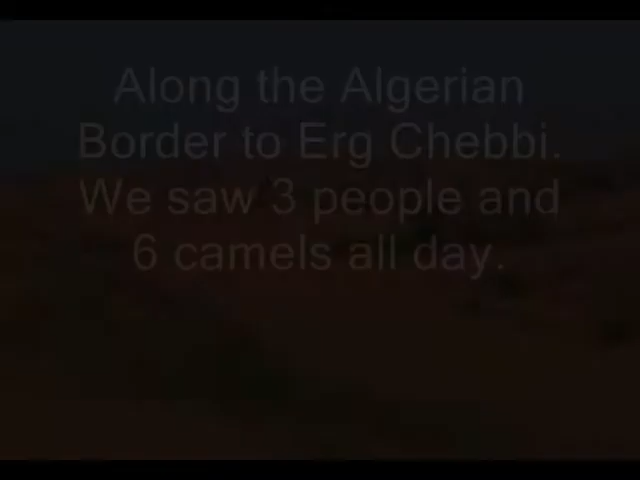 Along the Algerian
Border to Erg Chebbi.
We saw 3 people and
6 camels all day.